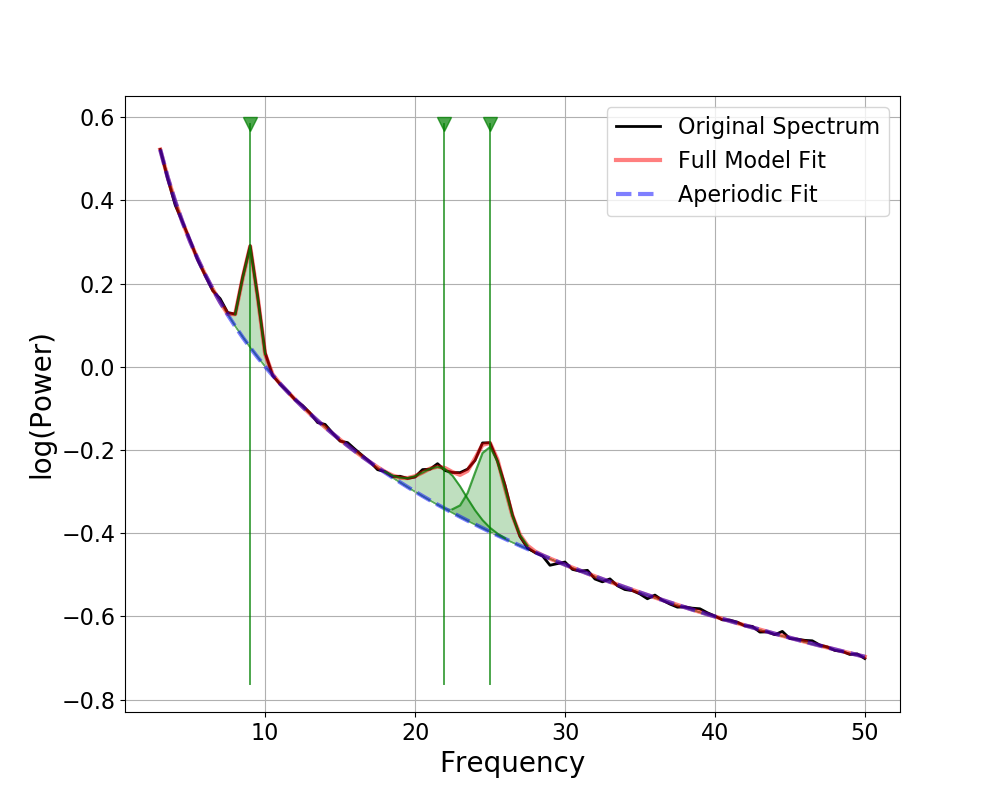 0.6
0.4
0.2
0.0
−0.2
−0.4
−0.6
−0.8
log(Power)
Original Spectrum
Full Model Fit
Aperiodic Fit
10 20 30 40 50
Frequency